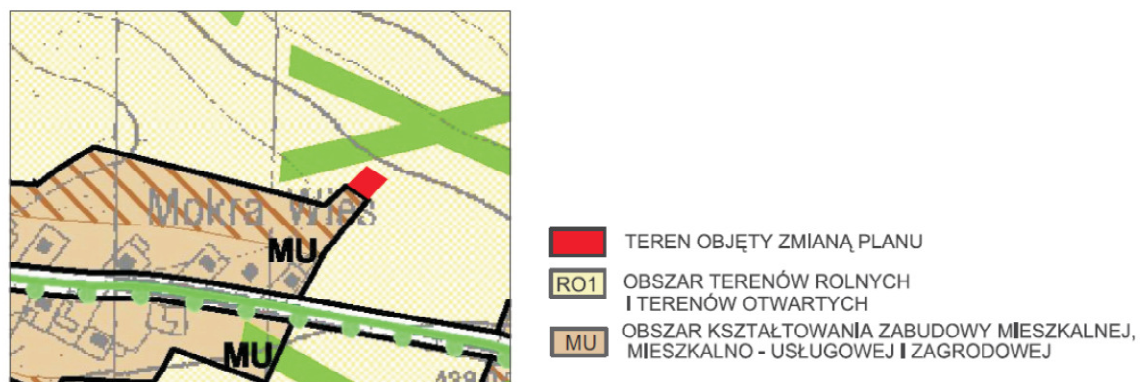 Mokra Wieś
MU
MU
TEREN OBJĘTY ZMIANĄ PLANU
RO1
OBSZAR TERENÓW ROLNYCH
I TERENÓW OTWARTYCH
MU
OBSZAR KSZTAŁTOWANIA ZABUDOWY MIESZKALNEJ,
MIESZKALNO - USŁUGOWEJ I ZAGRODOWEJ